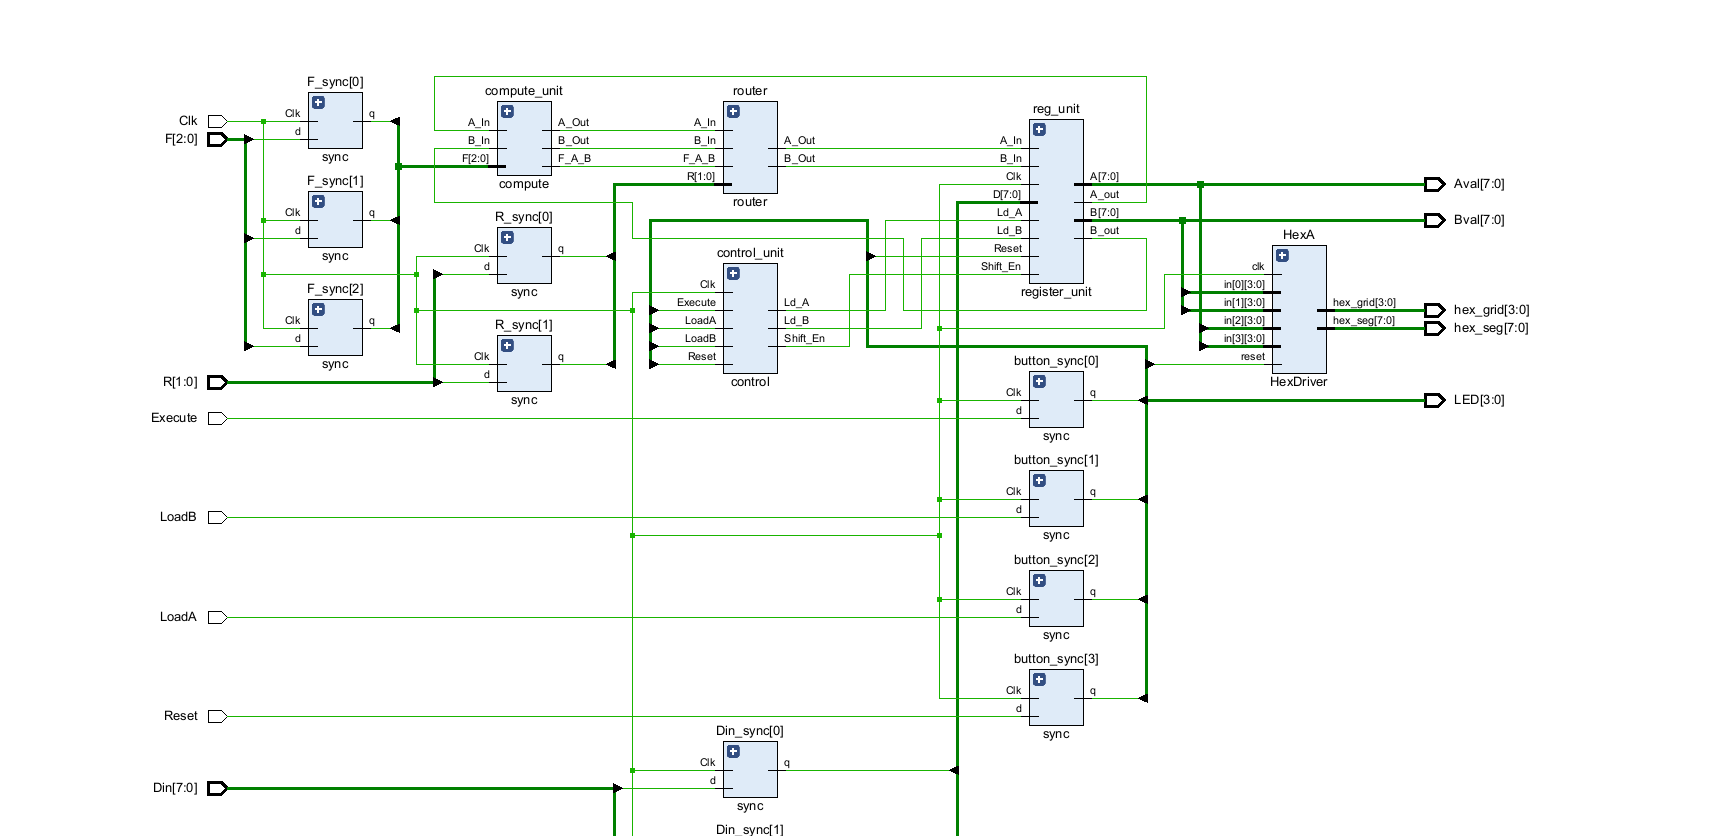 F_sync[0]
Clk
d
q
sync
Clk
F[2:0]
F_sync[1]
Clk
d
q
sync
F_sync[2]
Clk
d
q
sync
compute_unit
A_In
B_In
F[2:0]
A_Out
B_Out
F_A_B
compute
router
A_In
B_In
F_A_B
R[1:0]
A_Out
B_Out
router
R_sync[0]
Clk
d
q
sync
R_sync[1]
Clk
d
q
sync
control_unit
Clk
Execute
LoadA
LoadB
Reset
Ld_A
Ld_B
Shift_En
control
reg_unit
A_In
B_In
Clk
D[7:0]
Ld_A
Ld_B
Reset
Shift_En
A[7:0]
A_out
B[7:0]
B_out
register_unit
Aval[7:0]
Bval[7:0]
HexA
clk
in[0][3:0]
in[1][3:0]
in[2][3:0]
in[3][3:0]
reset
hex_grid[3:0]
hex_seg[7:0]
HexDriver
hex_grid[3:0]
hex_seg[7:0]
R[1:0]
Execute
button_sync[0]
Clk
d
q
sync
LED[3:0]
LoadB
button_sync[1]
Clk
d
q
sync
LoadA
button_sync[2]
Clk
d
q
sync
Reset
button_sync[3]
Clk
d
q
sync
Din[7:0]
Din_sync[0]
Clk
d
q
sync
Din_sync[1]